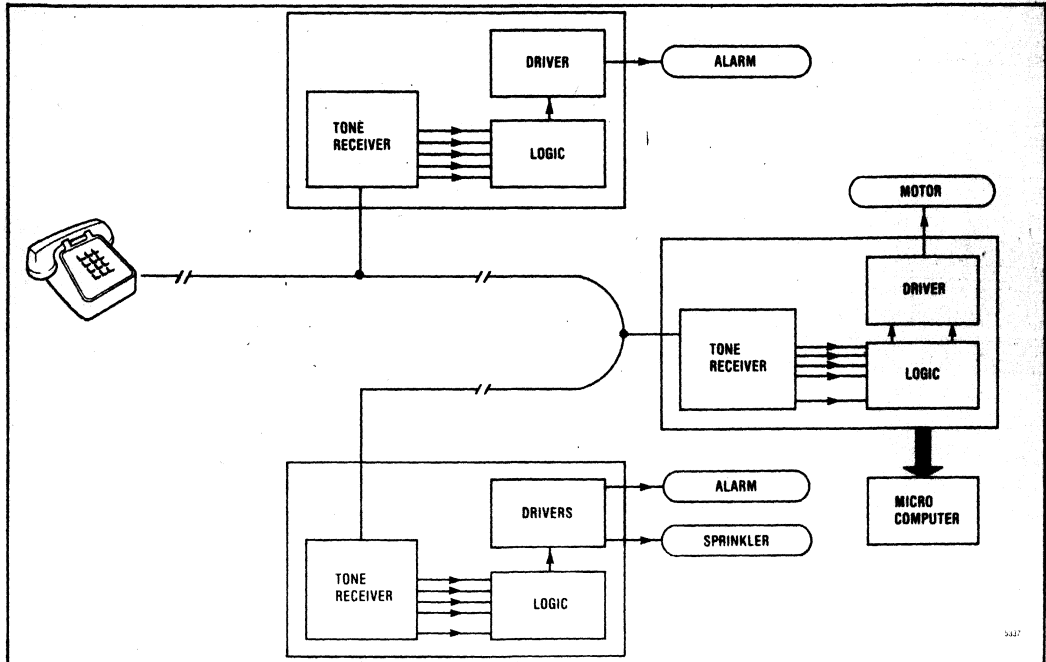 DRIVER
ALARM
TONE
RECEIVER
LOGIC
MOTOR
DRIVER
TONE
RECEIVER
LOGIC
ALARM
DRIVERS
MICRO
COMPUTER
SPRINKLER
TONE
RECEIVER
LOGIC